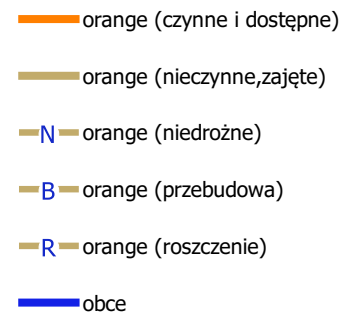 orange (czynne i dostępne)
orange (nieczynne,zajęte)
N orange (niedrożne)
B orange (przebudowa)
R orange (roszczenie)
obce